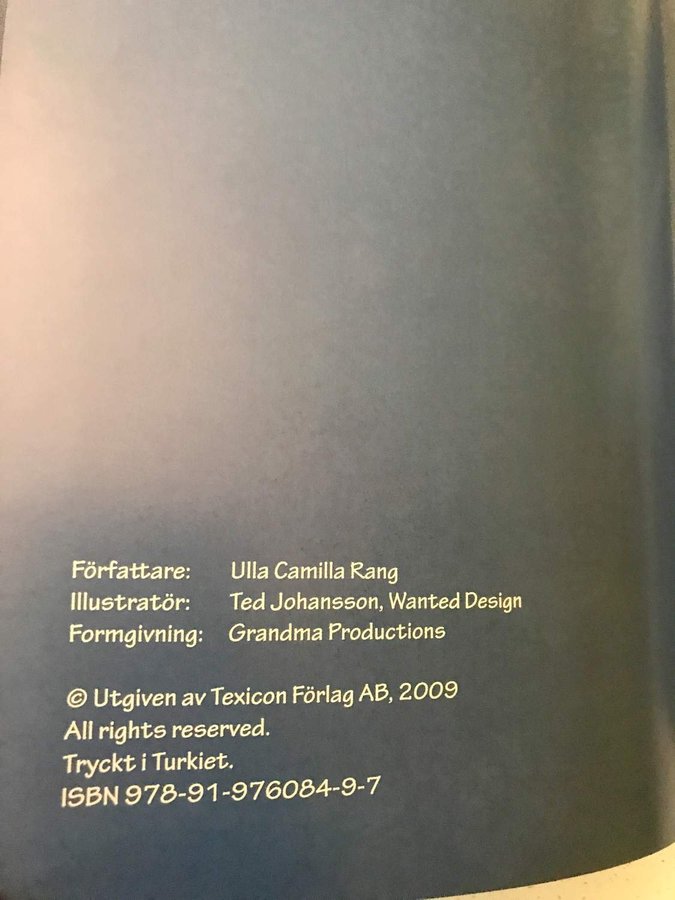 Författare: Ulla Camilla Rang
Illustratör: Ted Johansson, Wanted Design
Formgivning: Grandma Productions
© Utgiven av Texicon Förlag AB, 2009
All rights reserved.
Tryckt i Turkiet.
ISBN 978-91-976084-9-7